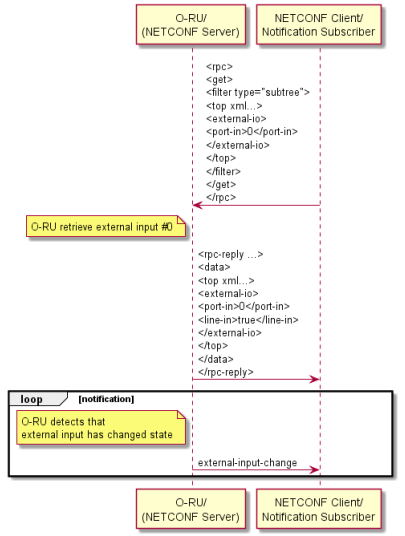 O-RU/
(NETCONF Server)
NETCONF Client/
Notification Subscriber
<rpc>
<get>
<filter type="subtree">
<top xml...>
<external-io>
<port-in>0</port-in>
</external-io>
</top>
</filter>
</get>
</rpc>
O-RU retrieve external input #0
<rpc-reply ...>
<data>
<top xml...>
<external-io>
<port-in>0</port-in>
<line-in>true</line-in>
</external-io>
</top>
</data>
</rpc-reply>
loop [notification]
O-RU detects that
external input has changed state
external-input-change
O-RU/
(NETCONF Server)
NETCONF Client/
Notification Subscriber